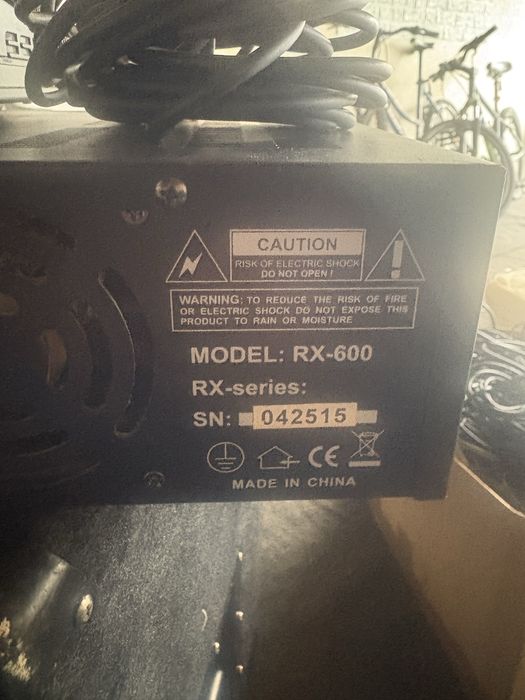 CAUTION
RISK OF ELECTRIC SHOCK
DO NOT OPEN !
WARNING: TO REDUCE THE RISK OF FIRE
OR ELECTRIC SHOCK DO NOT EXPOSE THIS
PRODUCT TO RAIN OR MOISTURE
MODEL: RX-600
RX-series:
SN: 042515
CE
MADE IN CHINA